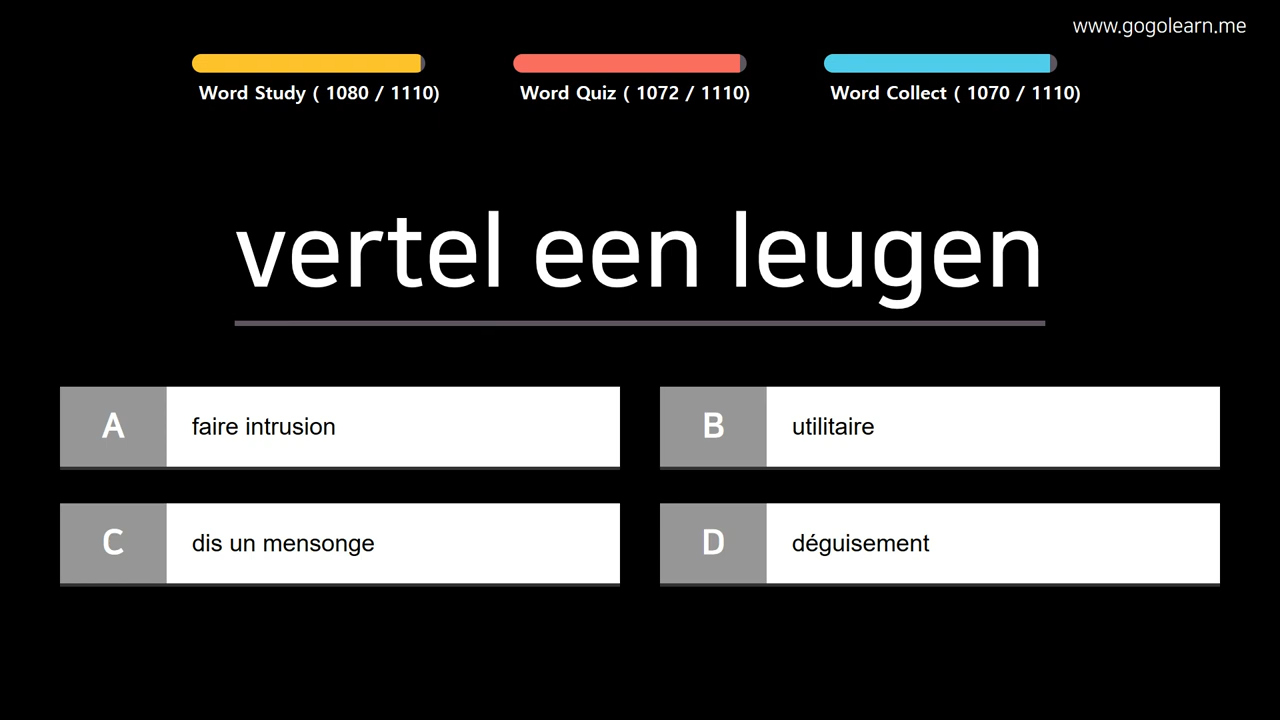 www.gogolearn.me
Word Study ( 1080 / 1110)
Word Quiz ( 1072 / 1110)
Word Collect ( 1070 / 1110)
vertel een leugen
A
faire intrusion
B
utilitaire
C
dis un mensonge
D
déguisement